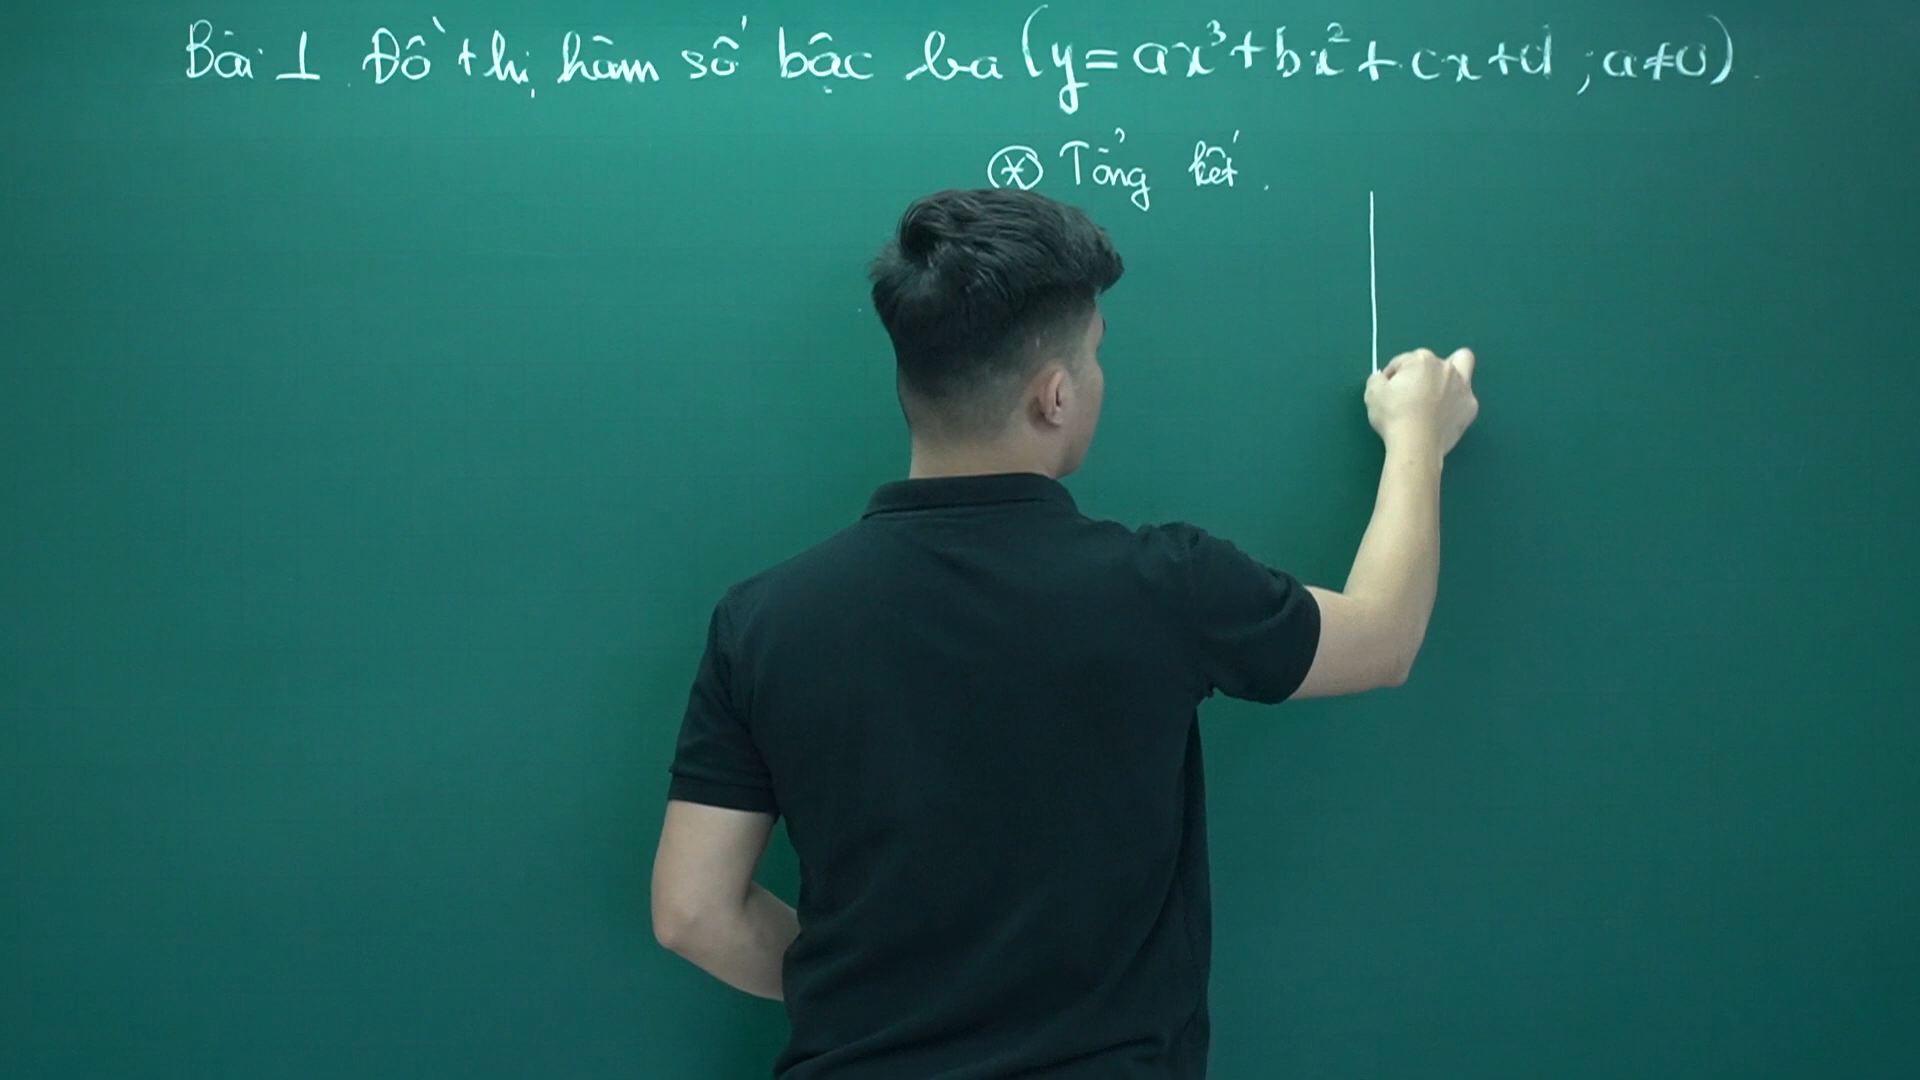 Bài 1 Đồ thị hàm số bậc ba (y = ax³ + bx² + cx + d ; a ≠ 0).
⊛ Tổng kết.